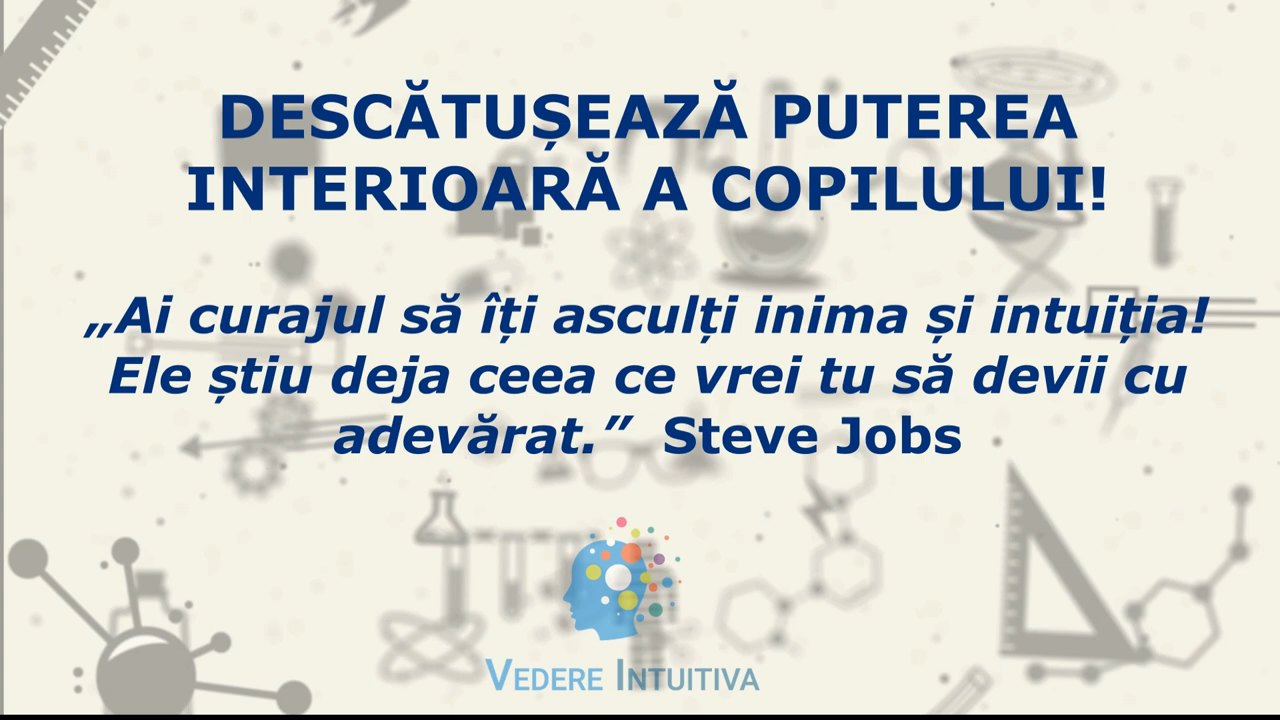 DESCĂTUȘEAZĂ PUTEREA
INTERIOARĂ A COPILULUI!
„Ai curajul să îți asculți inima și intuiția!
Ele știu deja ceea ce vrei tu să devii cu
adevărat.” Steve Jobs
VEDERE INTUITIVA